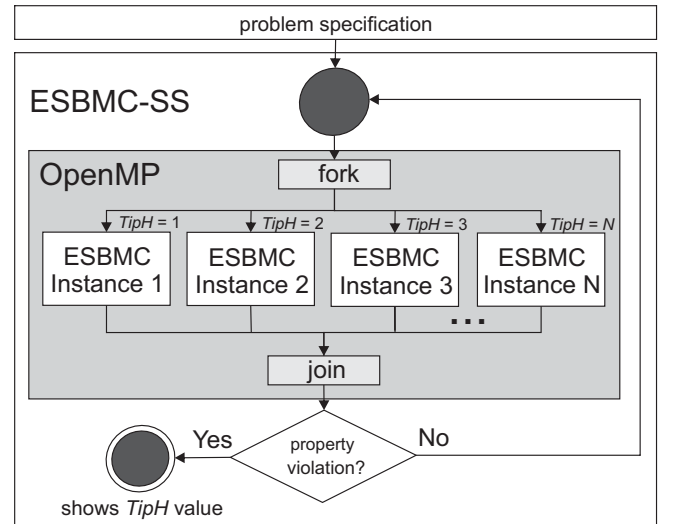 problem specification
ESBMC-SS
OpenMP
fork
TipH = 1
TipH = 2
TipH = 3
TipH = N
ESBMC
Instance 1
ESBMC
Instance 2
ESBMC
Instance 3
ESBMC
Instance N
...
join
property
violation?
Yes
No
shows TipH value